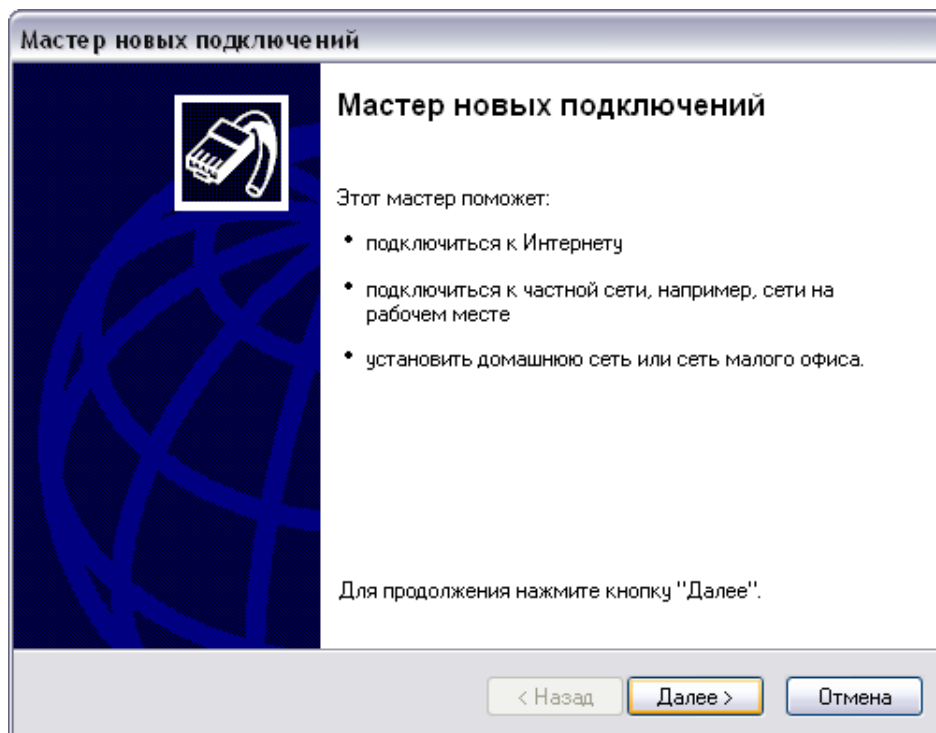 Мастер новых подключений
Мастер новых подключений
Этот мастер поможет:
• подключиться к Интернету
• подключиться к частной сети, например, сети на
рабочем месте
• установить домашнюю сеть или сеть малого офиса.
Для продолжения нажмите кнопку "Далее".
< Назад Далее > Отмена